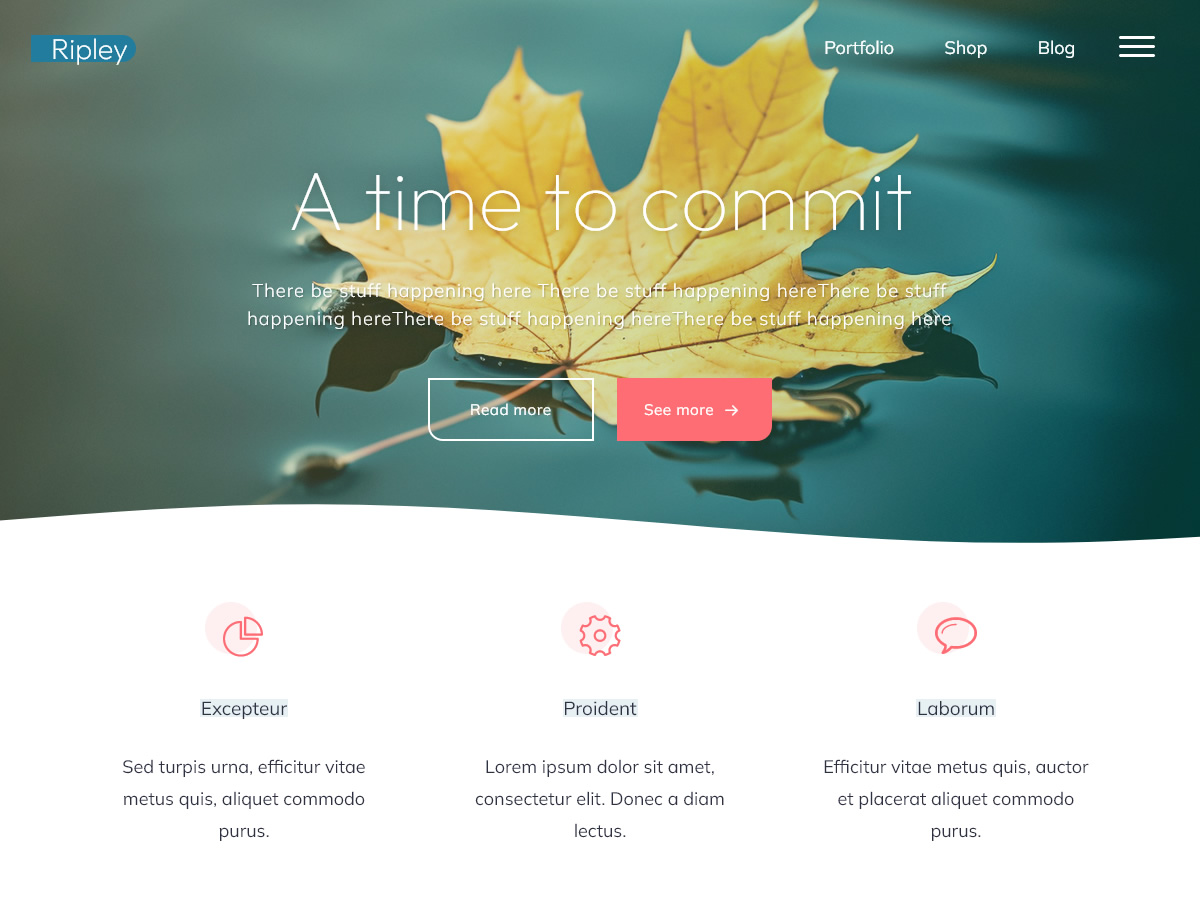 Ripley
Portfolio
Shop
Blog
A time to commit
There be stuff happening here There be stuff happening hereThere be stuff
happening hereThere be stuff happening hereThere be stuff happening here
Read more
See more
Excepteur
Sed turpis urna, efficitur vitae
metus quis, aliquet commodo
purus.
Proident
Lorem ipsum dolor sit amet,
consectetur elit. Donec a diam
lectus.
Laborum
Efficitur vitae metus quis, auctor
et placerat aliquet commodo
purus.